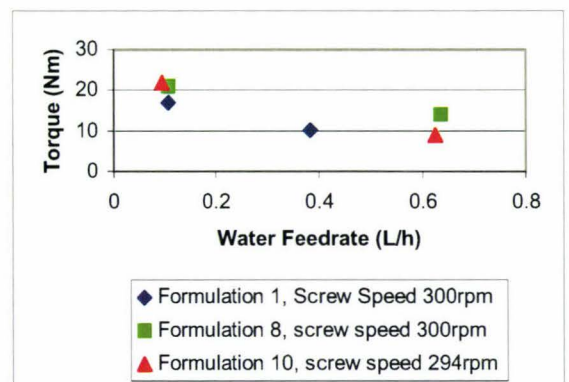 30
20
10
0
Torque (Nm)
0 0.2 0.4 0.6 0.8
Water Feedrate (L/h)
Formulation 1, Screw Speed 300rpm
Formulation 8, screw speed 300rpm
Formulation 10, screw speed 294rpm